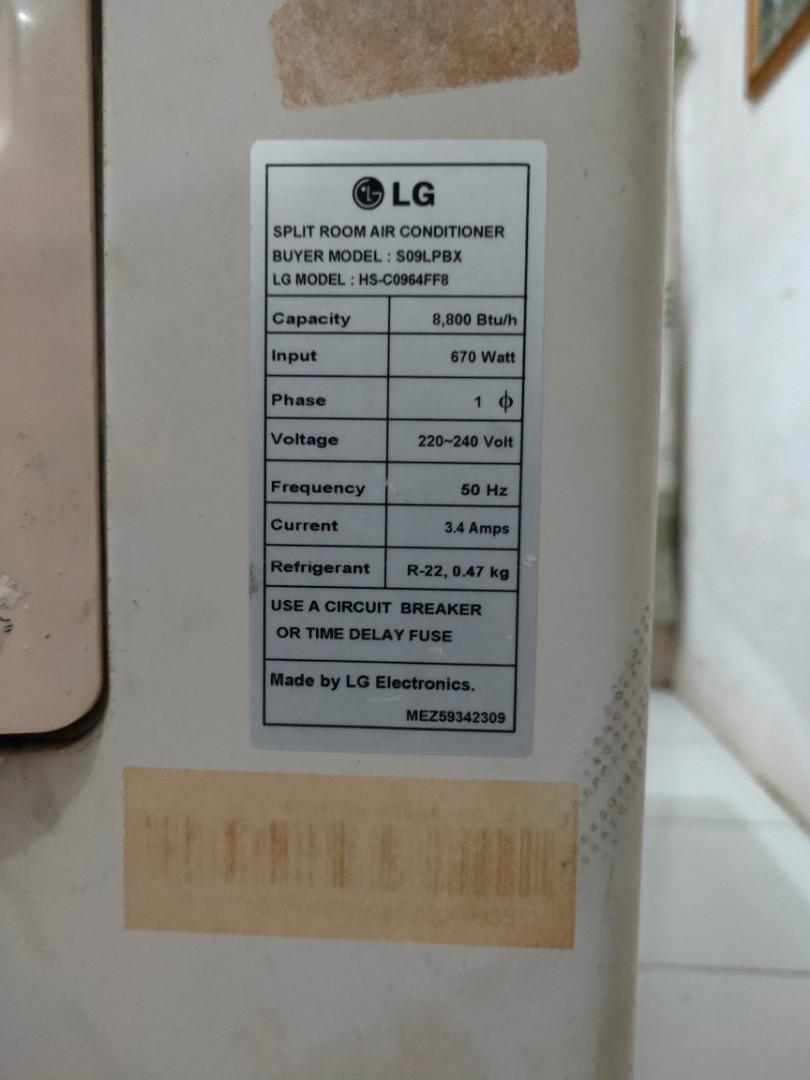 LG
SPLIT ROOM AIR CONDITIONER
BUYER MODEL : S09LPBX
LG MODEL : HS-C0964FF8
Capacity 8,800 Btu/h
Input 670 Watt
Phase 1 ϕ
Voltage 220~240 Volt
Frequency 50 Hz
Current 3.4 Amps
Refrigerant R-22, 0.47 kg
USE A CIRCUIT BREAKER
OR TIME DELAY FUSE
Made by LG Electronics.
MEZ59342309